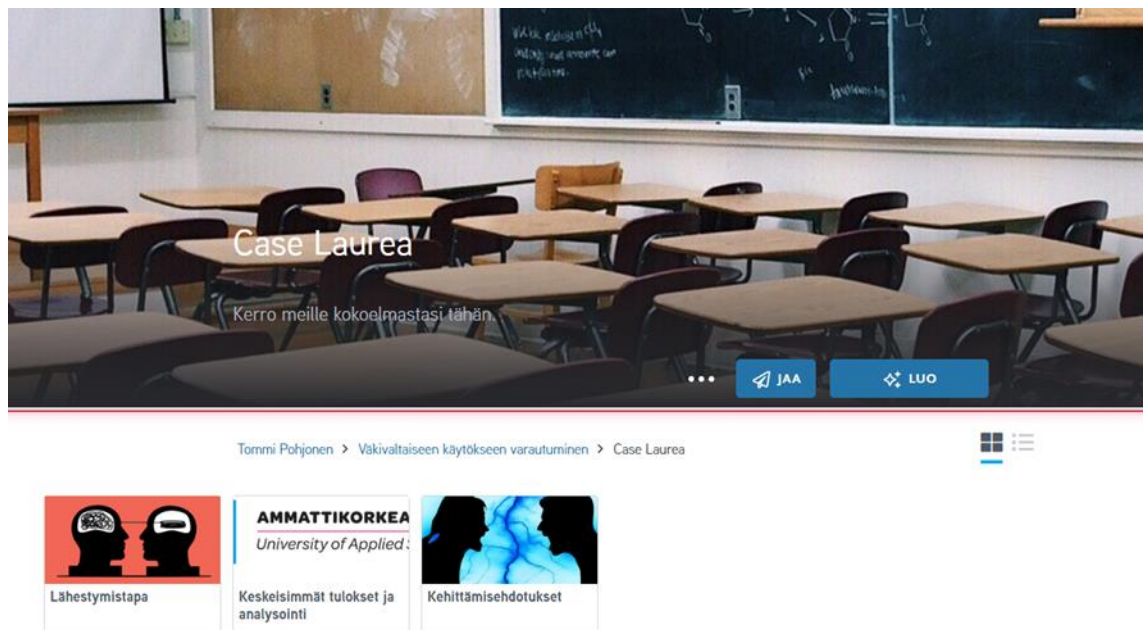 Case Laurea
Kerro meille kokoelmastasi tähän.
JAA
LUO
Tommi Pohjonen > Väkivaltaiseen käytökseen varautuminen > Case Laurea
AMMATTIKORKEA
University of Applied
Lähestymistapa
Keskeisimmät tulokset ja
analysointi
Kehittämisehdotukset